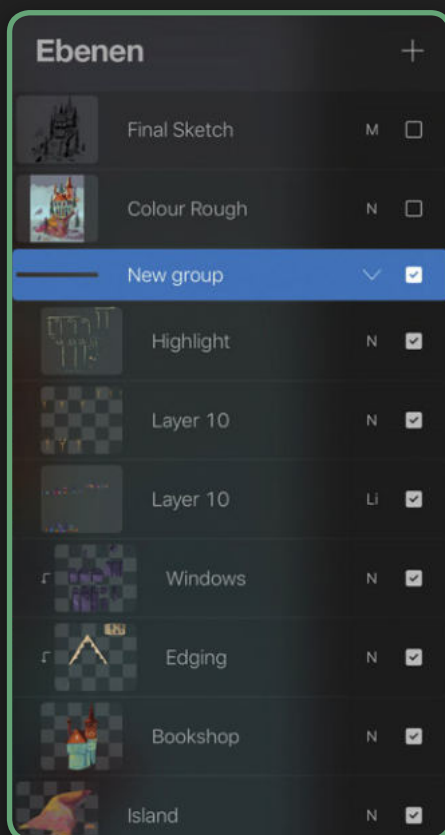 Ebenen
Final Sketch M
Colour Rough N
New group
Highlight N
Layer 10 N
Layer 10 Li
Windows N
Edging N
Bookshop N
Island N